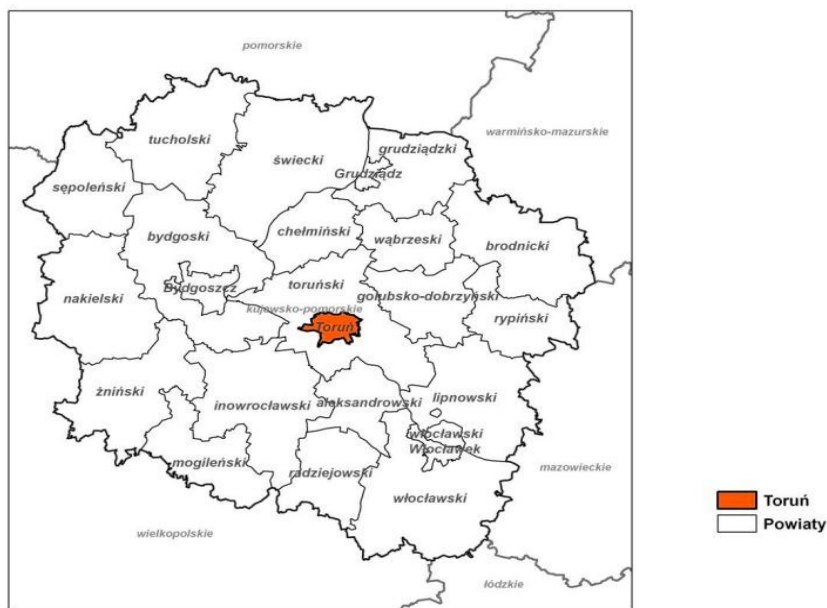 pomorskie
warmińsko-mazurskie
tucholski
świecki
grudziądzki
Grudziądz
sępoleński
bydgoski
chełmiński
wąbrzeski
brodnicki
nakielski
Bydgoszcz
toruński
golubsko-dobrzyński
kujawsko-pomorskie
Toruń
rypiński
żniński
inowrocławski
aleksandrowski
lipnowski
włocławski
Włocławek
mogileński
radziejowski
włocławski
mazowieckie
wielkopolskie
łódzkie
Toruń
Powiaty